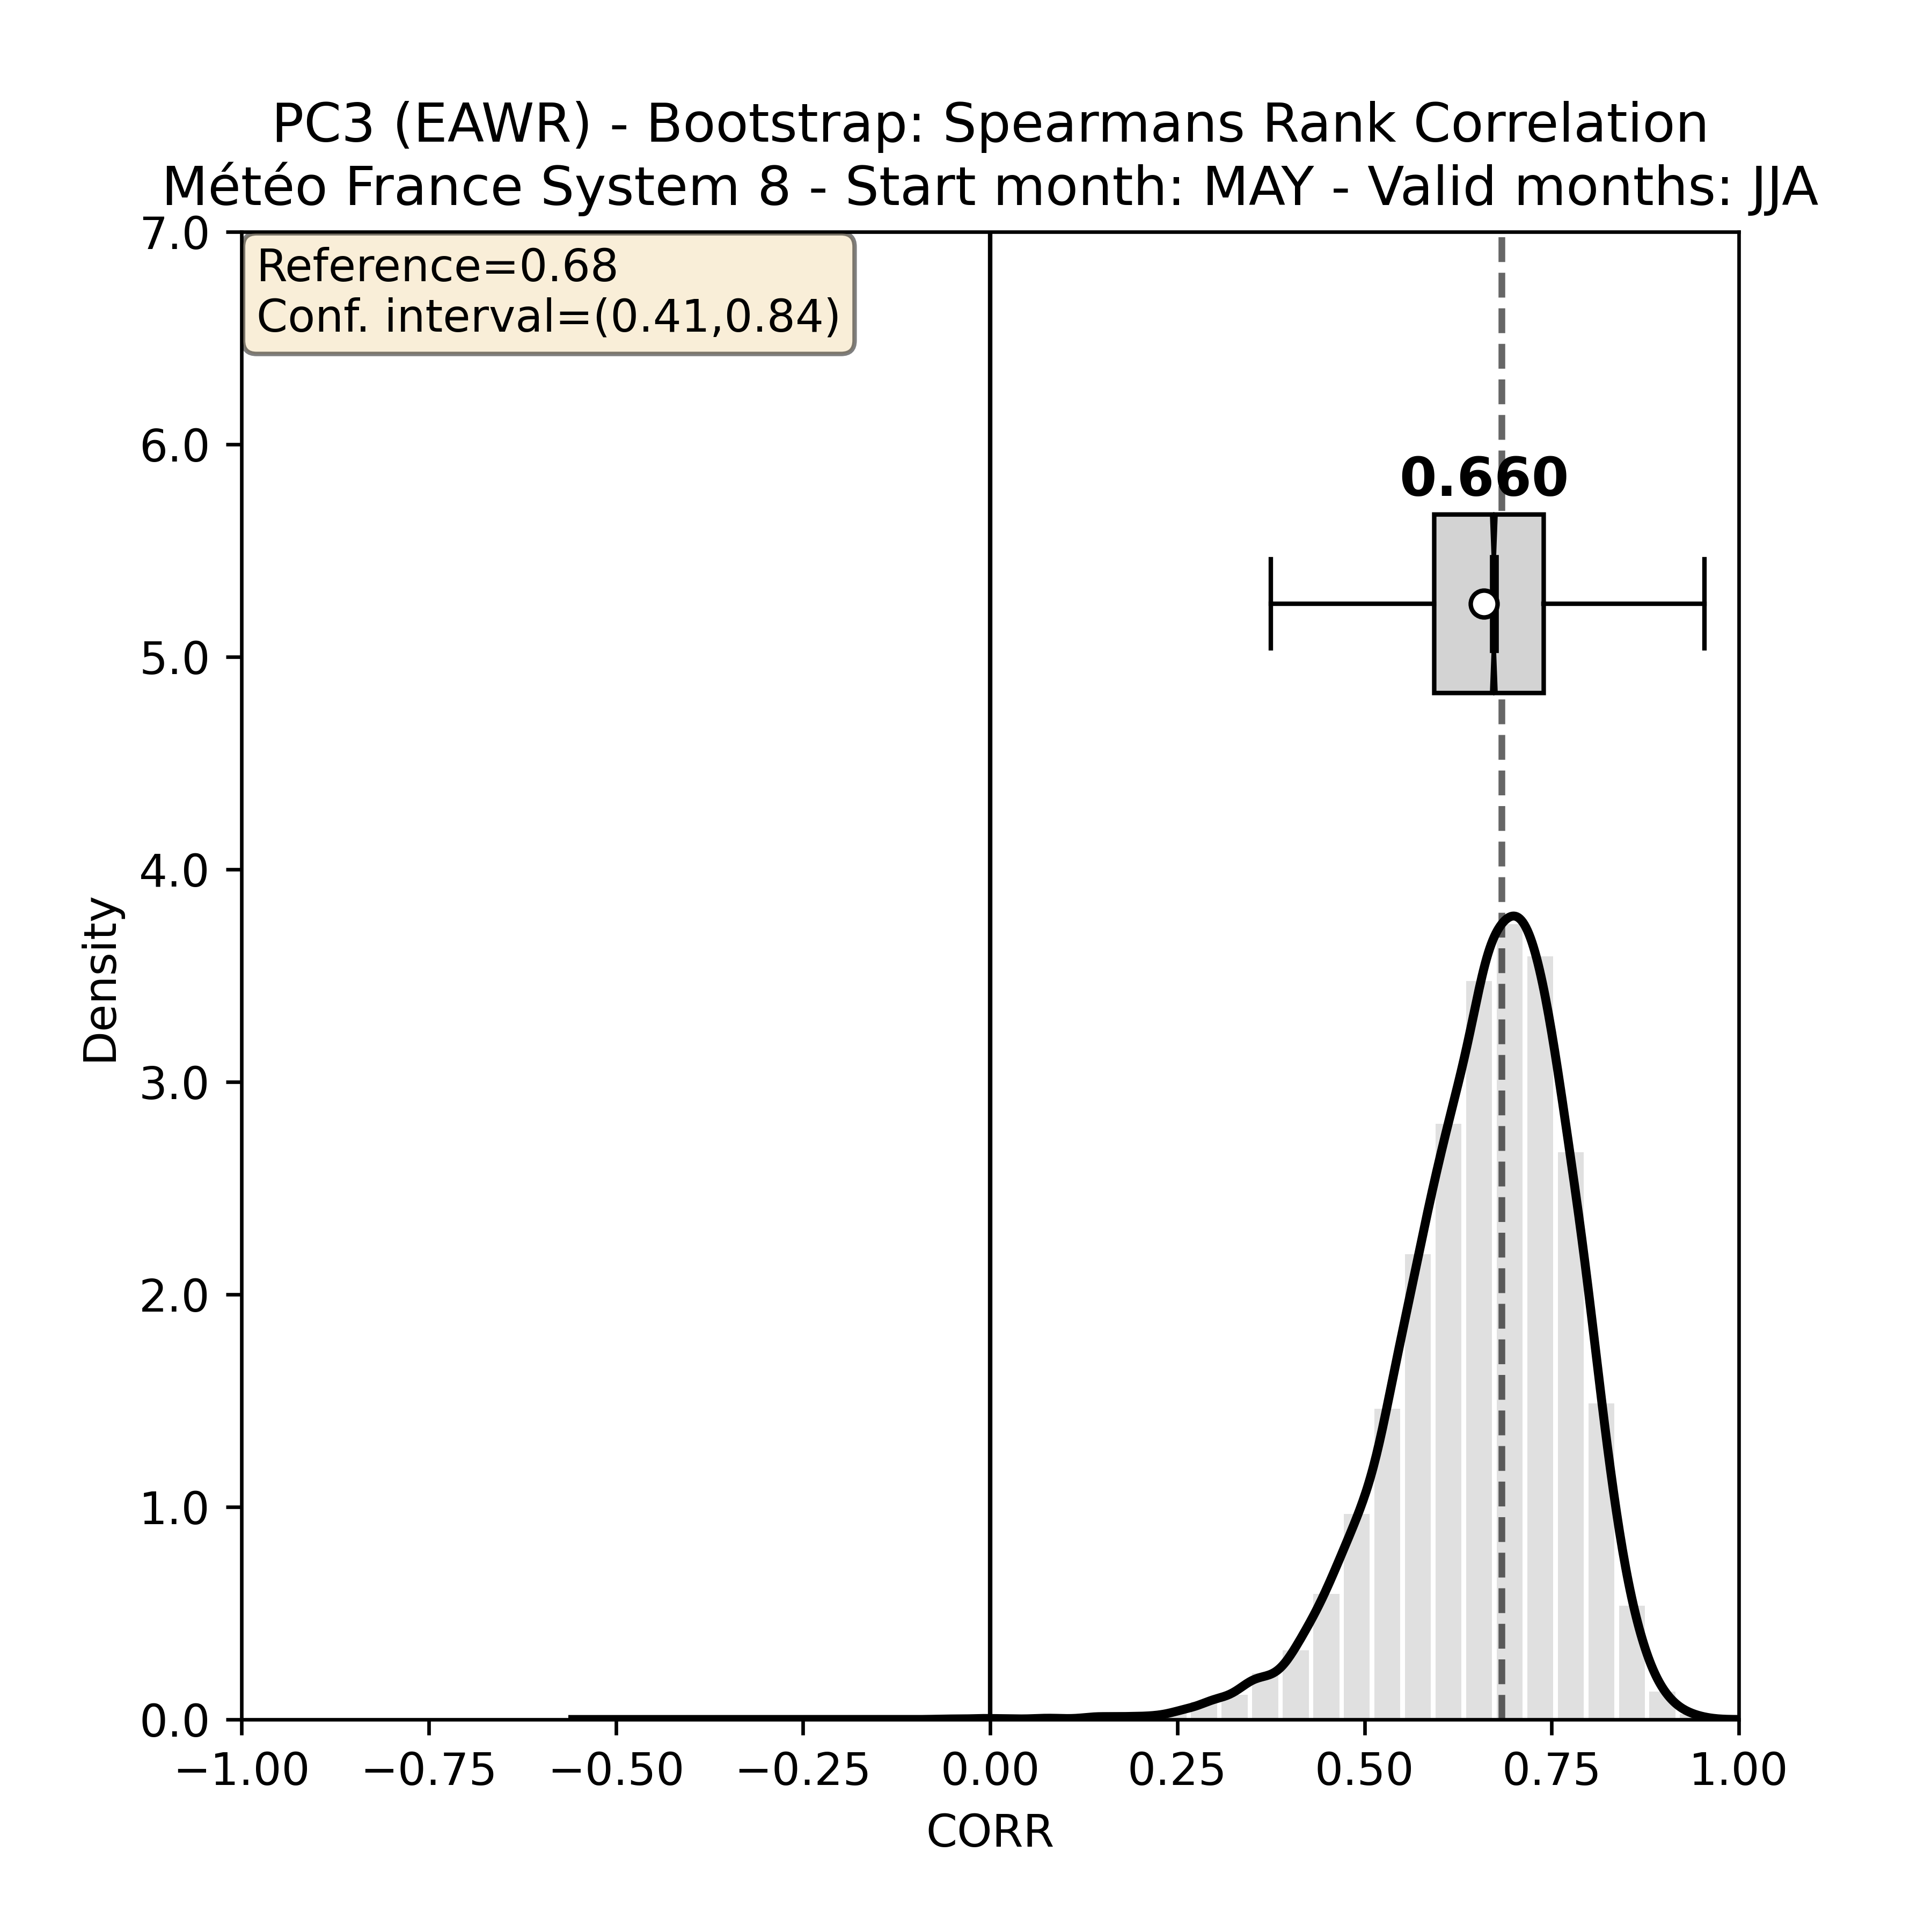 PC3 (EAWR) - Bootstrap: Spearmans Rank Correlation
Météo France System 8 - Start month: MAY - Valid months: JJA
7.0
Reference=0.68
Conf. interval=(0.41,0.84)
6.0
0.660
5.0
4.0
Density
3.0
2.0
1.0
0.0
−1.00 −0.75 −0.50 −0.25 0.00 0.25 0.50 0.75 1.00
CORR